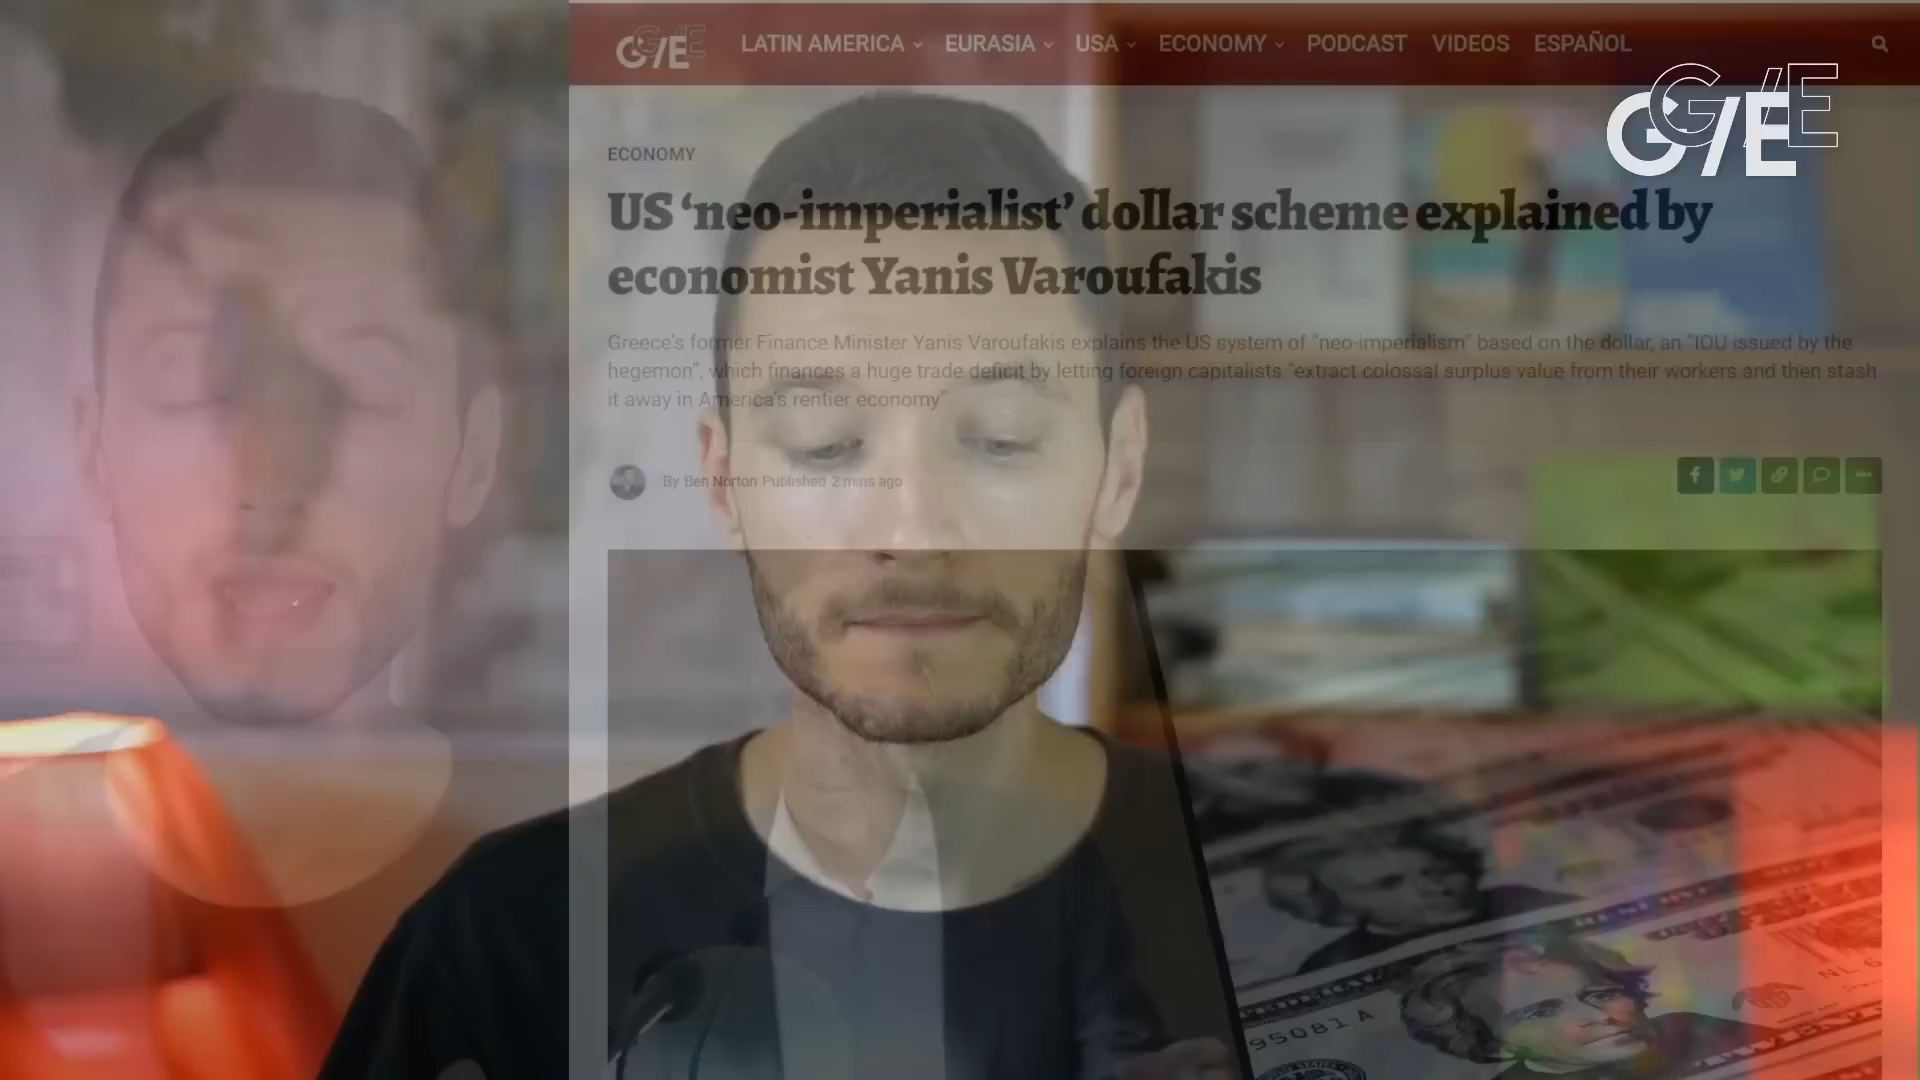 G/E LATIN AMERICA EURASIA USA ECONOMY PODCAST VIDEOS ESPAÑOL
G/E
ECONOMY
US ‘neo-imperialist’ dollar scheme explained by
economist Yanis Varoufakis
Greece's former Finance Minister Yanis Varoufakis explains the US system of "neo-imperialism" based on the dollar, an "IOU issued by the
hegemon", which finances a huge trade deficit by letting foreign capitalists "extract colossal surplus value from their workers and then stash
it away in America's rentier economy".
By Ben Norton Published 2 mins ago
95081 A